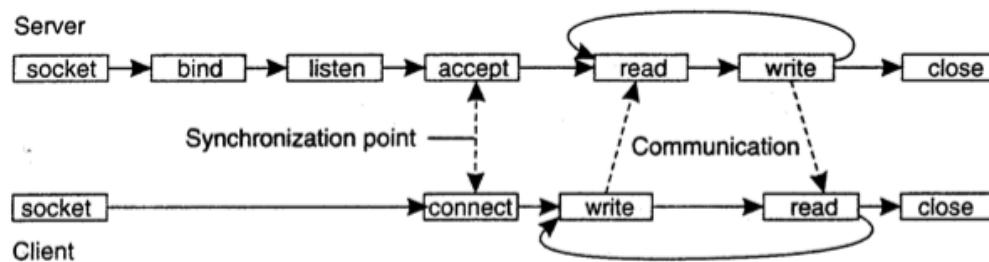 Server
socket bind listen accept read write close
Synchronization point Communication
socket connect write read close
Client